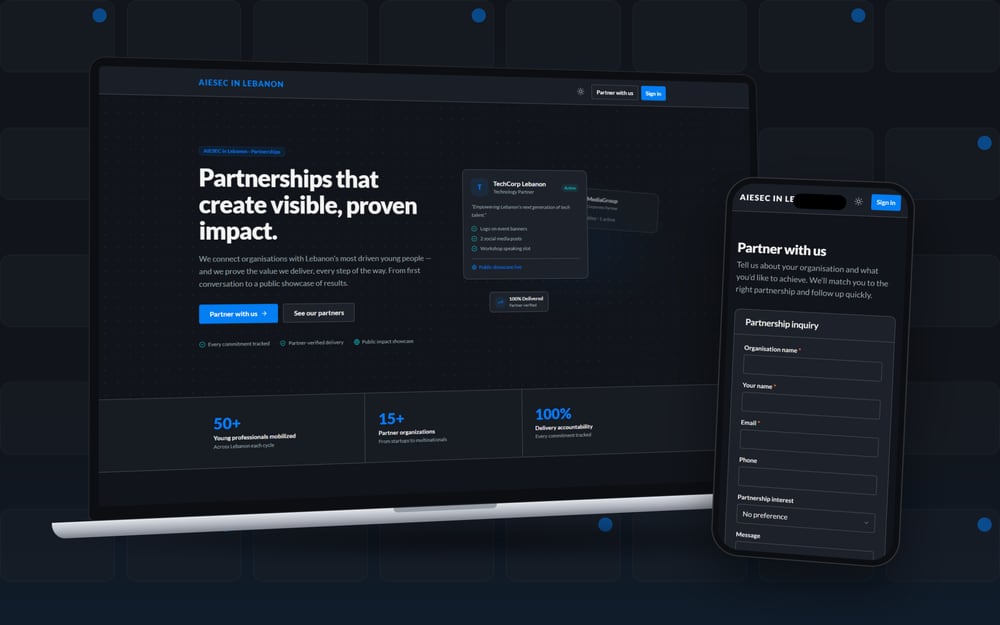 AIESEC IN LEBANON
Partner with us
Sign in
AIESEC in Lebanon · Partnerships
Partnerships that
create visible, proven
impact.
We connect organisations with Lebanon's most driven young people —
and we prove the value we deliver, every step of the way. From first
conversation to a public showcase of results.
Partner with us →
See our partners
Every commitment tracked
Partner-verified delivery
Public impact showcase
T
TechCorp Lebanon
Technology Partner
Active
"Empowering Lebanon's next generation of tech
talent."
Logo on event banners
2 social media posts
Workshop speaking slot
Public showcase live
MediaGroup
Corporate Partner
1 active
100% Delivered
Partner verified
50+
Young professionals mobilized
Across Lebanon each cycle
15+
Partner organizations
From startups to multinationals
100%
Delivery accountability
Every commitment tracked
AIESEC IN LE
Sign in
Partner with us
Tell us about your organisation and what
you'd like to achieve. We'll match you to the
right partnership and follow up quickly.
Partnership inquiry
Organisation name *
Your name *
Email *
Phone
Partnership interest
No preference
Message